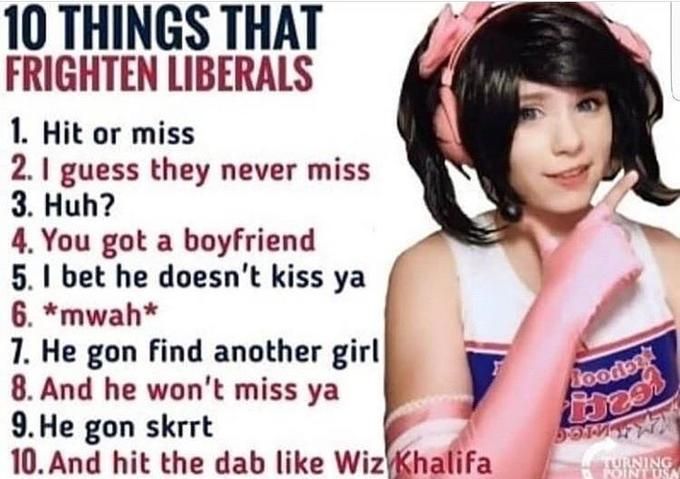 10 THINGS THAT
FRIGHTEN LIBERALS
1. Hit or miss
2. I guess they never miss
3. Huh?
4. You got a boyfriend
5. I bet he doesn't kiss ya
6. *mwah*
7. He gon find another girl
8. And he won't miss ya
9. He gon skrrt
10. And hit the dab like Wiz Khalifa
School
Festi
TURNING
POINT USA